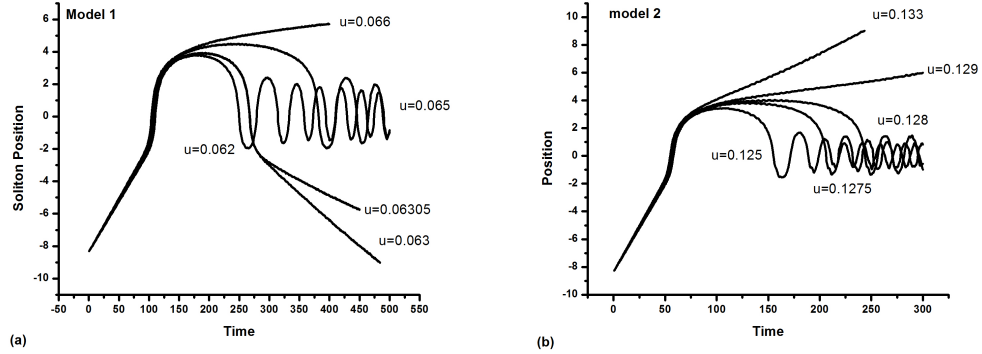 Model 1
6
4
2
0
-2
-4
-6
-8
-10
Soliton Position
u=0.066
u=0.065
u=0.062
u=0.06305
u=0.063
-50 0 50 100 150 200 250 300 350 400 450 500 550
Time
(a)
model 2
10
8
6
4
2
0
-2
-4
-6
-8
-10
Position
u=0.133
u=0.129
u=0.128
u=0.125
u=0.1275
0 50 100 150 200 250 300
Time
(b)